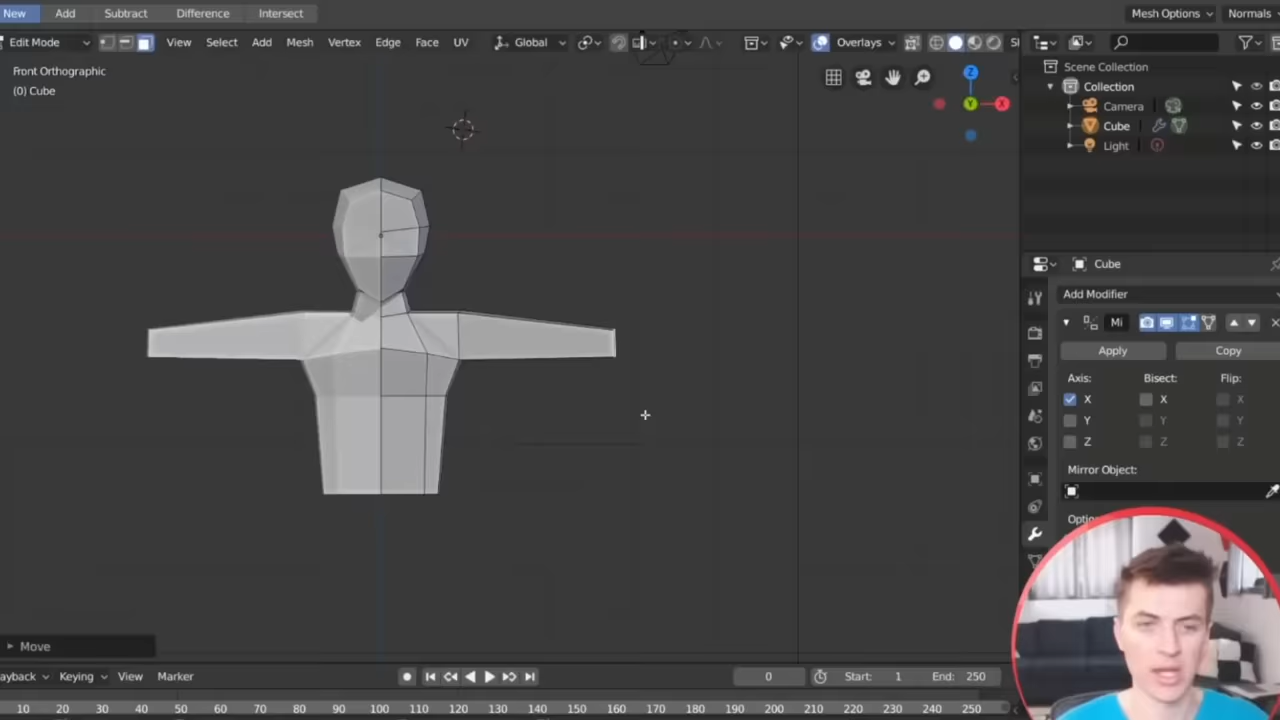 New Add Subtract Difference Intersect Mesh Options Normals
Edit Mode View Select Add Mesh Vertex Edge Face UV Global Overlays
Front Orthographic
(0) Cube
Z
Y X
Scene Collection
Collection
Camera
Cube
Light
Cube
Add Modifier
Mi
Apply Copy
Axis: Bisect: Flip:
X X X
Y Y Y
Z Z Z
Mirror Object:
Move
ayback Keying View Marker 0 Start: 1 End: 250
10 20 30 40 50 60 70 80 90 100 110 120 130 140 150 160 170 180 190 200 210 220 230 240 250